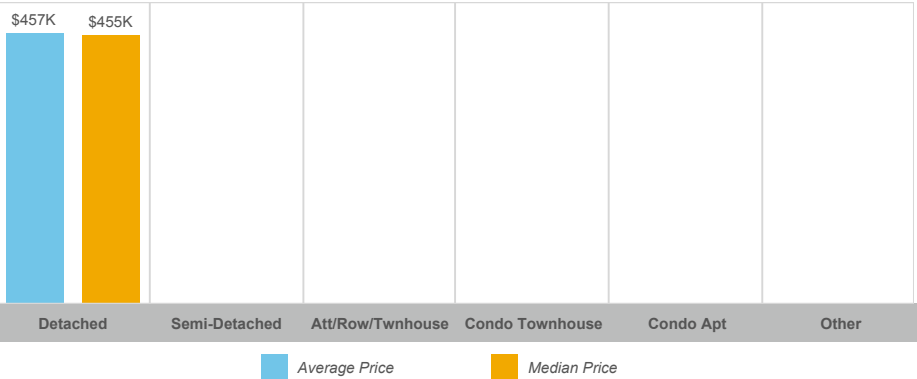 $457K $455K
Detached Semi-Detached Att/Row/Twnhouse Condo Townhouse Condo Apt Other
Average Price Median Price